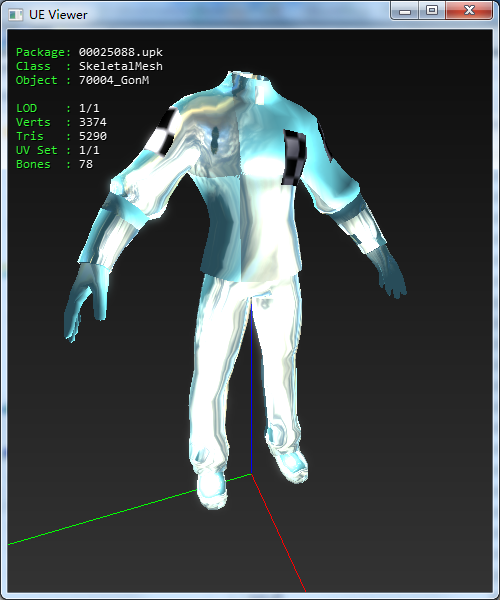 UE Viewer
Package: 00025088.upk
Class : SkeletalMesh
Object : 70004_GonM
LOD : 1/1
Verts : 3374
Tris : 5290
UV Set : 1/1
Bones : 78